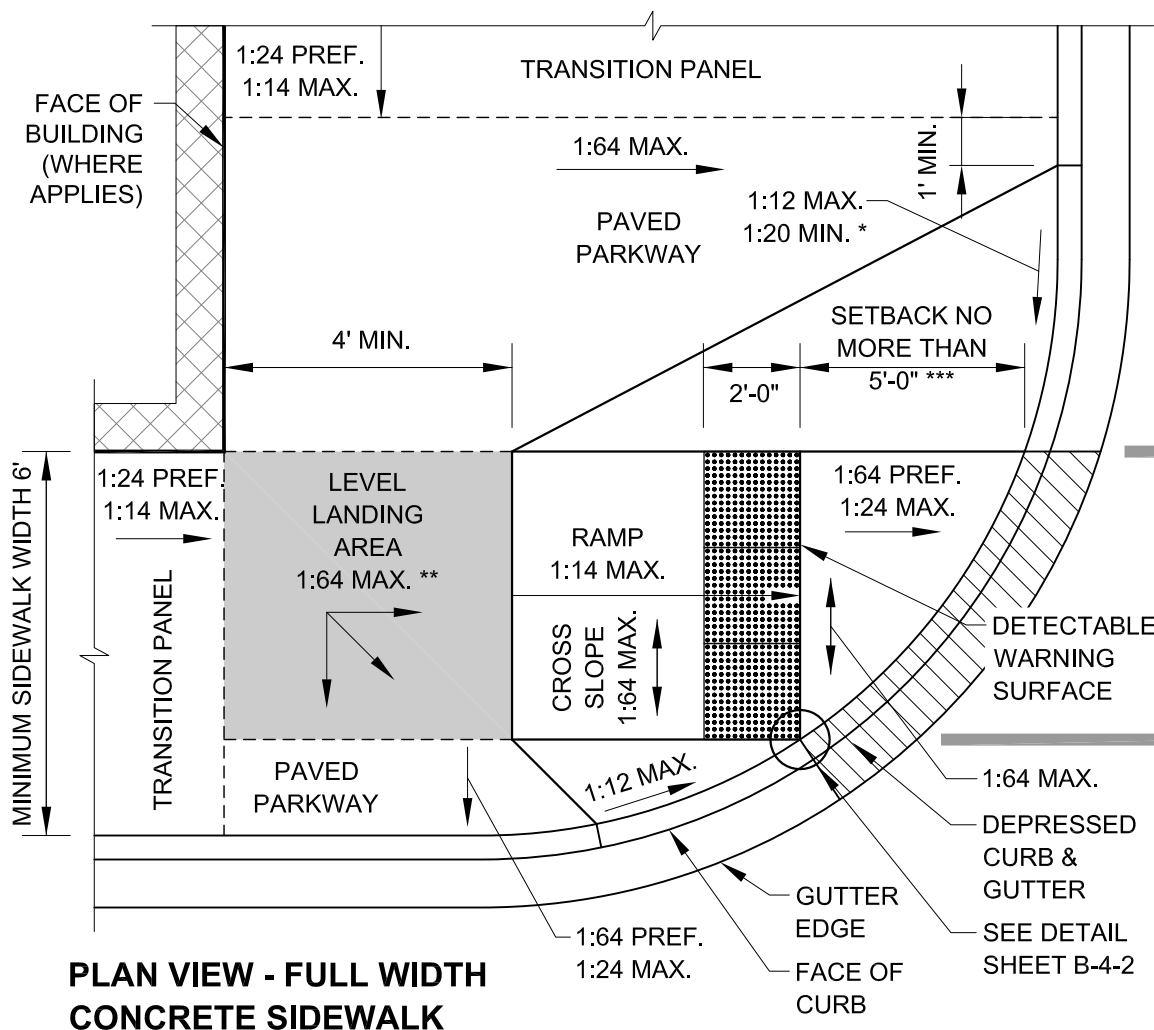 1:24 PREF.
1:14 MAX.
TRANSITION PANEL
FACE OF
BUILDING
(WHERE
APPLIES)
1:64 MAX.
1' MIN.
1:12 MAX.
1:20 MIN. *
PAVED
PARKWAY
SETBACK NO
MORE THAN
5'-0" ***
4' MIN.
2'-0"
MINIMUM SIDEWALK WIDTH 6'
1:24 PREF.
1:14 MAX.
TRANSITION PANEL
LEVEL
LANDING
AREA
1:64 MAX. **
RAMP
1:14 MAX.
CROSS
SLOPE
1:64 MAX.
1:64 PREF.
1:24 MAX.
DETECTABLE
WARNING
SURFACE
PAVED
PARKWAY
1:12 MAX.
1:64 MAX.
DEPRESSED
CURB &
GUTTER
GUTTER
EDGE
SEE DETAIL
SHEET B-4-2
1:64 PREF.
1:24 MAX.
FACE OF
CURB
PLAN VIEW - FULL WIDTH
CONCRETE SIDEWALK